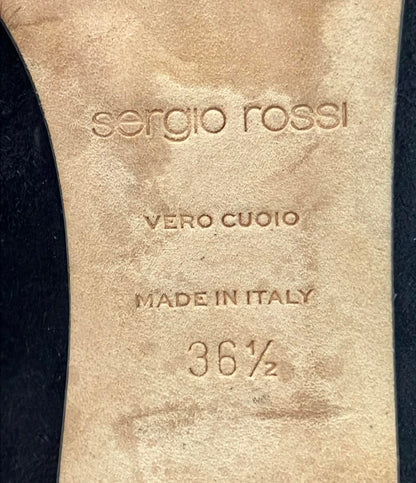 sergio rossi
VERO CUOIO
MADE IN ITALY
36½